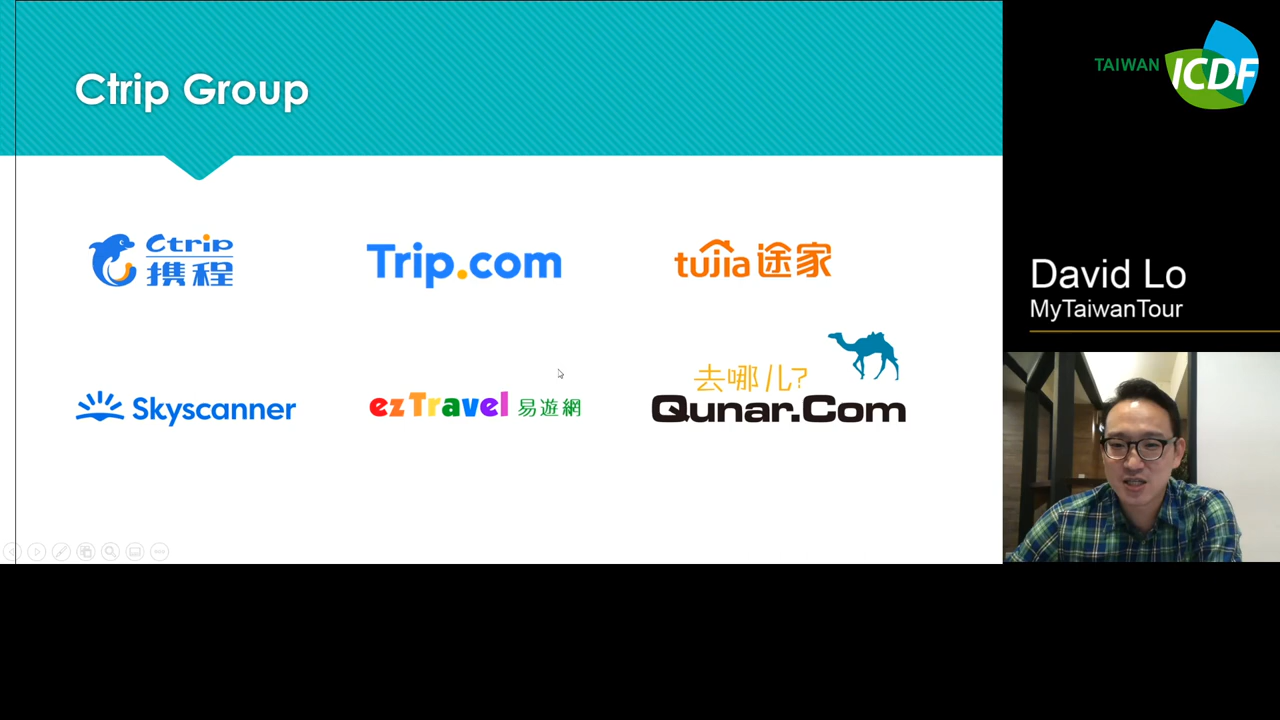 Ctrip Group
Ctrip
携程
Trip.com
tujia 途家
Skyscanner
ezTravel 易遊網
去哪儿?
Qunar.Com
TAIWAN ICDF
David Lo
MyTaiwanTour